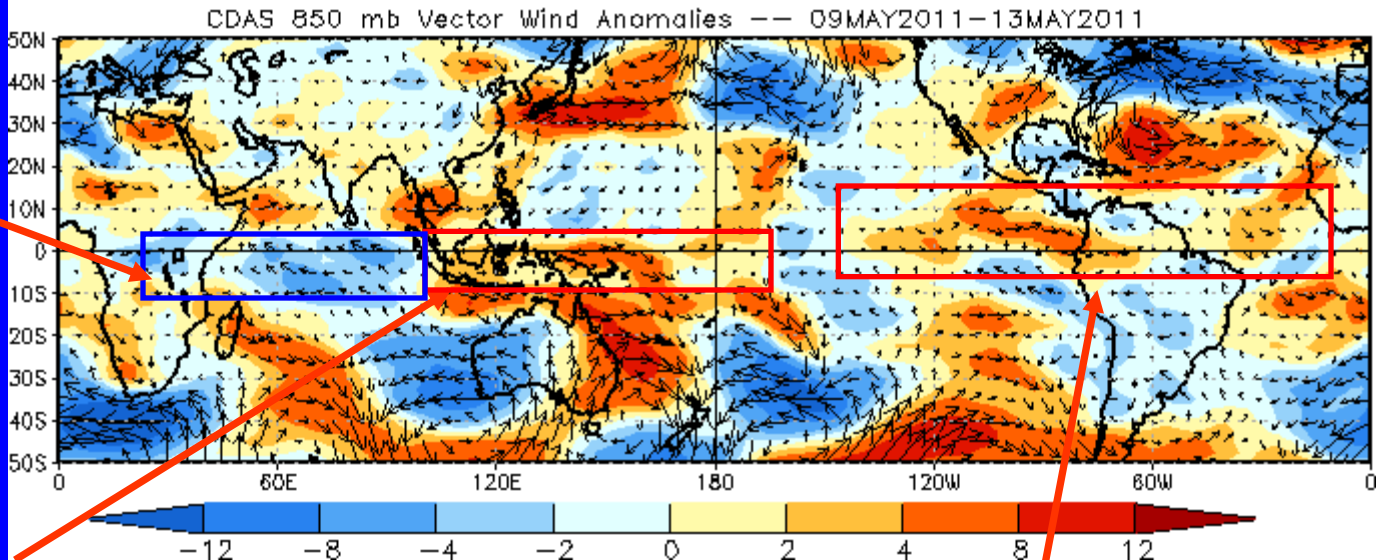 CDAS 850 mb Vector Wind Anomalies -- 09MAY2011-13MAY2011
50N
40N
30N
20N
10N
0
10S
20S
30S
40S
50S
0 60E 120E 180 120W 60W 0
-12 -8 -4 -2 0 2 4 8 12